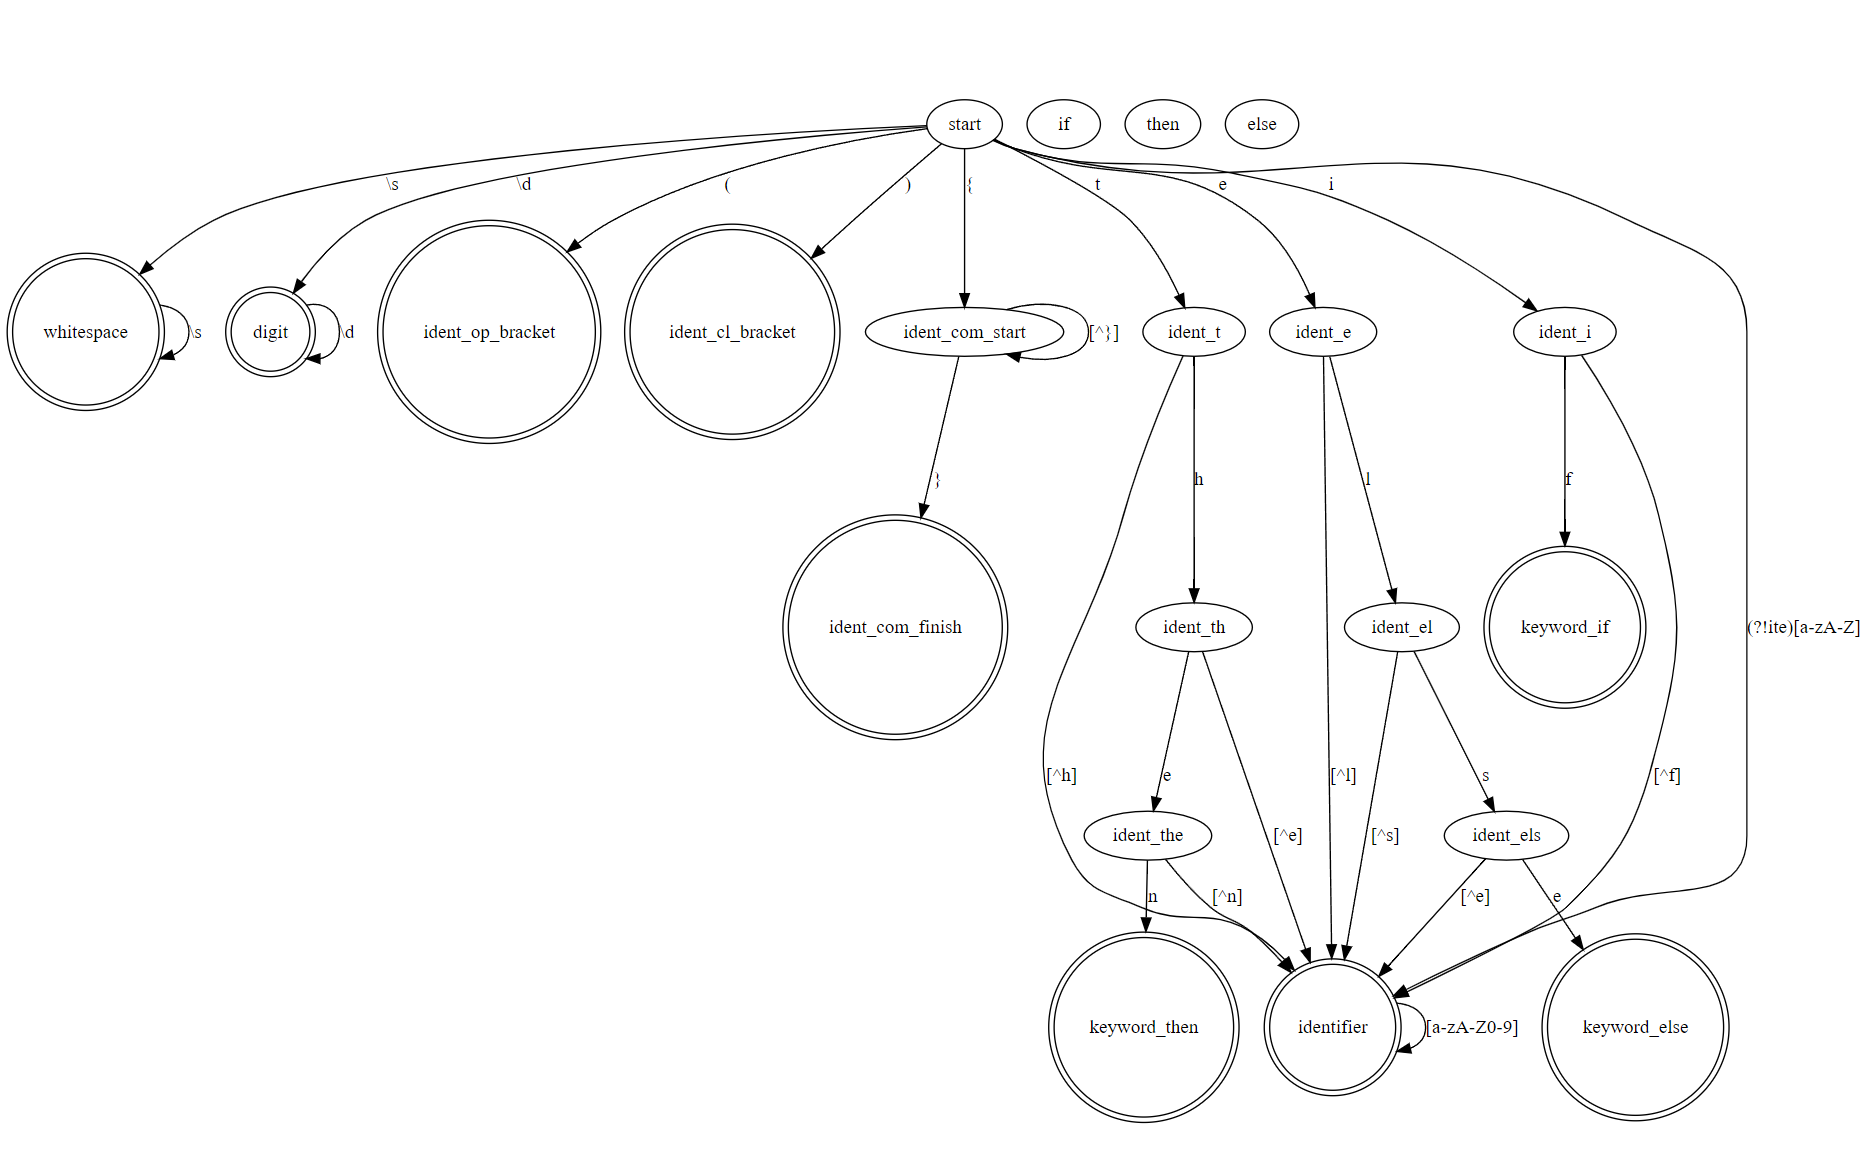 start
if
then
else
\s
\d
(
)
{
t
e
i
whitespace
\s
digit
\d
ident_op_bracket
ident_cl_bracket
ident_com_start
[^}]
ident_t
ident_e
ident_i
}
h
l
f
ident_com_finish
ident_th
ident_el
keyword_if
(?!ite)[a-zA-Z]
[^h]
e
[^l]
s
[^f]
ident_the
[^e]
[^s]
ident_els
n
[^n]
[^e]
e
keyword_then
identifier
[a-zA-Z0-9]
keyword_else